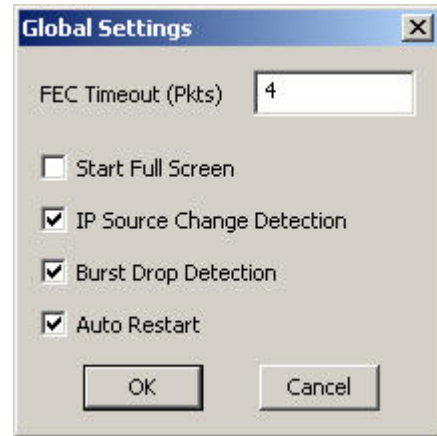 Global Settings
FEC Timeout (Pkts) 4
Start Full Screen
IP Source Change Detection
Burst Drop Detection
Auto Restart
OK Cancel